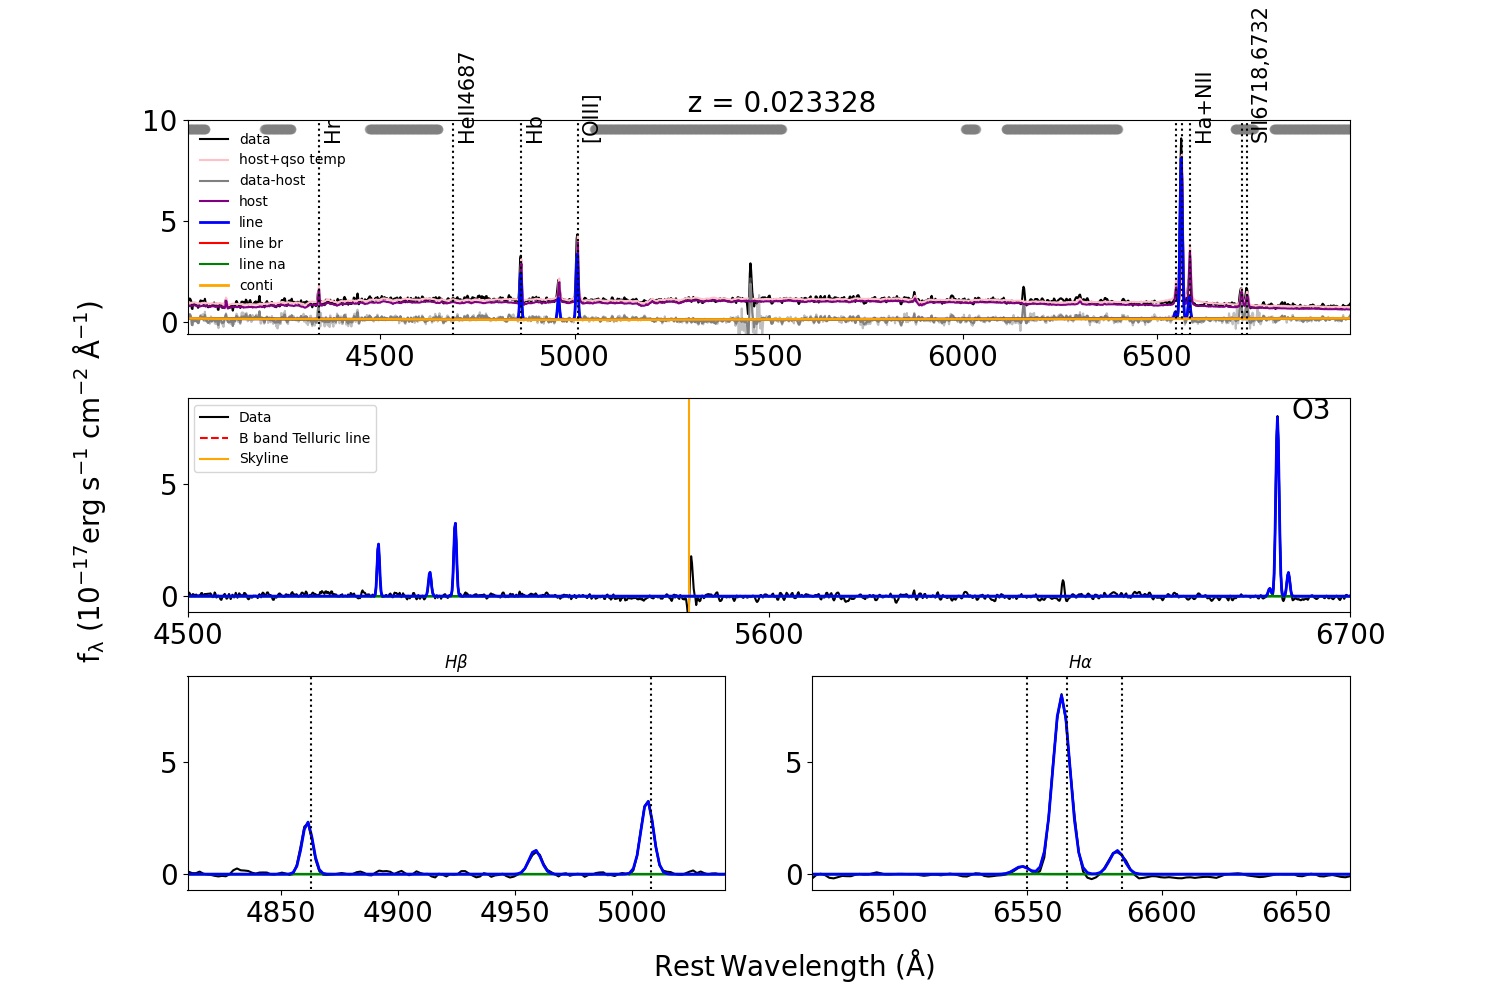 z = 0.023328
Hr
HeII4687
Hb
[OIII]
Ha+NII
SII6718,6732
10
5
0
data
host+qso temp
data-host
host
line
line br
line na
conti
4500 5000 5500 6000 6500
fλ (10−17erg s−1 cm−2 Å−1)
Data
B band Telluric line
Skyline
O3
5
0
4500 5600 6700
Hβ
5
0
4850 4900 4950 5000
Hα
5
0
6500 6550 6600 6650
Rest Wavelength (Å)